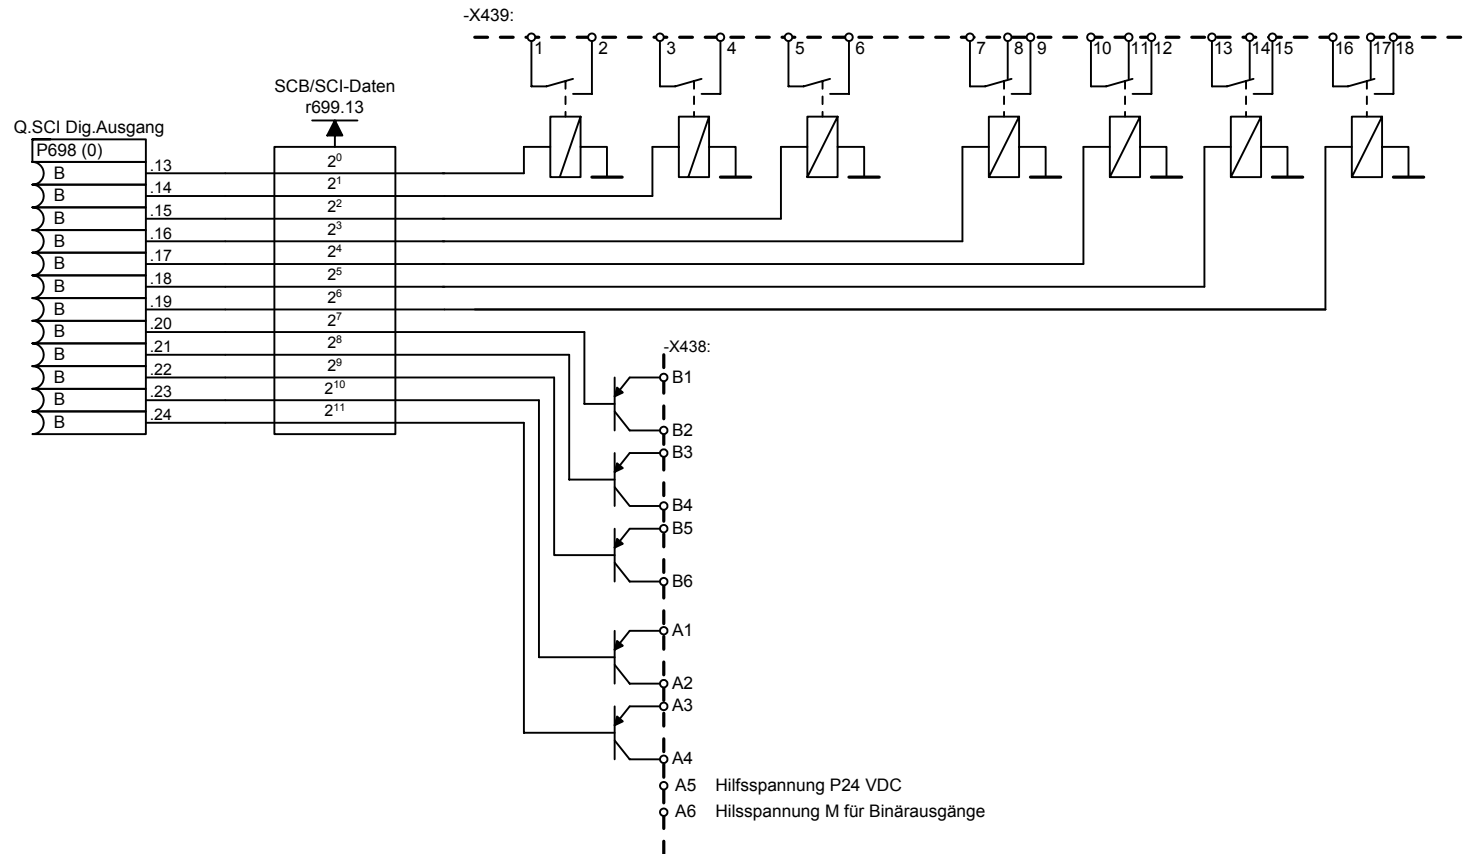 -X439:
1 2 3 4 5 6 7 8 9 10 11 12 13 14 15 16 17 18
SCB/SCI-Daten
r699.13
Q.SCI Dig.Ausgang
P698 (0)
B .13 2⁰
B .14 2¹
B .15 2²
B .16 2³
B .17 2⁴
B .18 2⁵
B .19 2⁶
B .20 2⁷
B .21 2⁸
B .22 2⁹
B .23 2¹⁰
B .24 2¹¹
-X438:
B1
B2
B3
B4
B5
B6
A1
A2
A3
A4
A5 Hilfsspannung P24 VDC
A6 Hilsspannung M für Binärausgänge